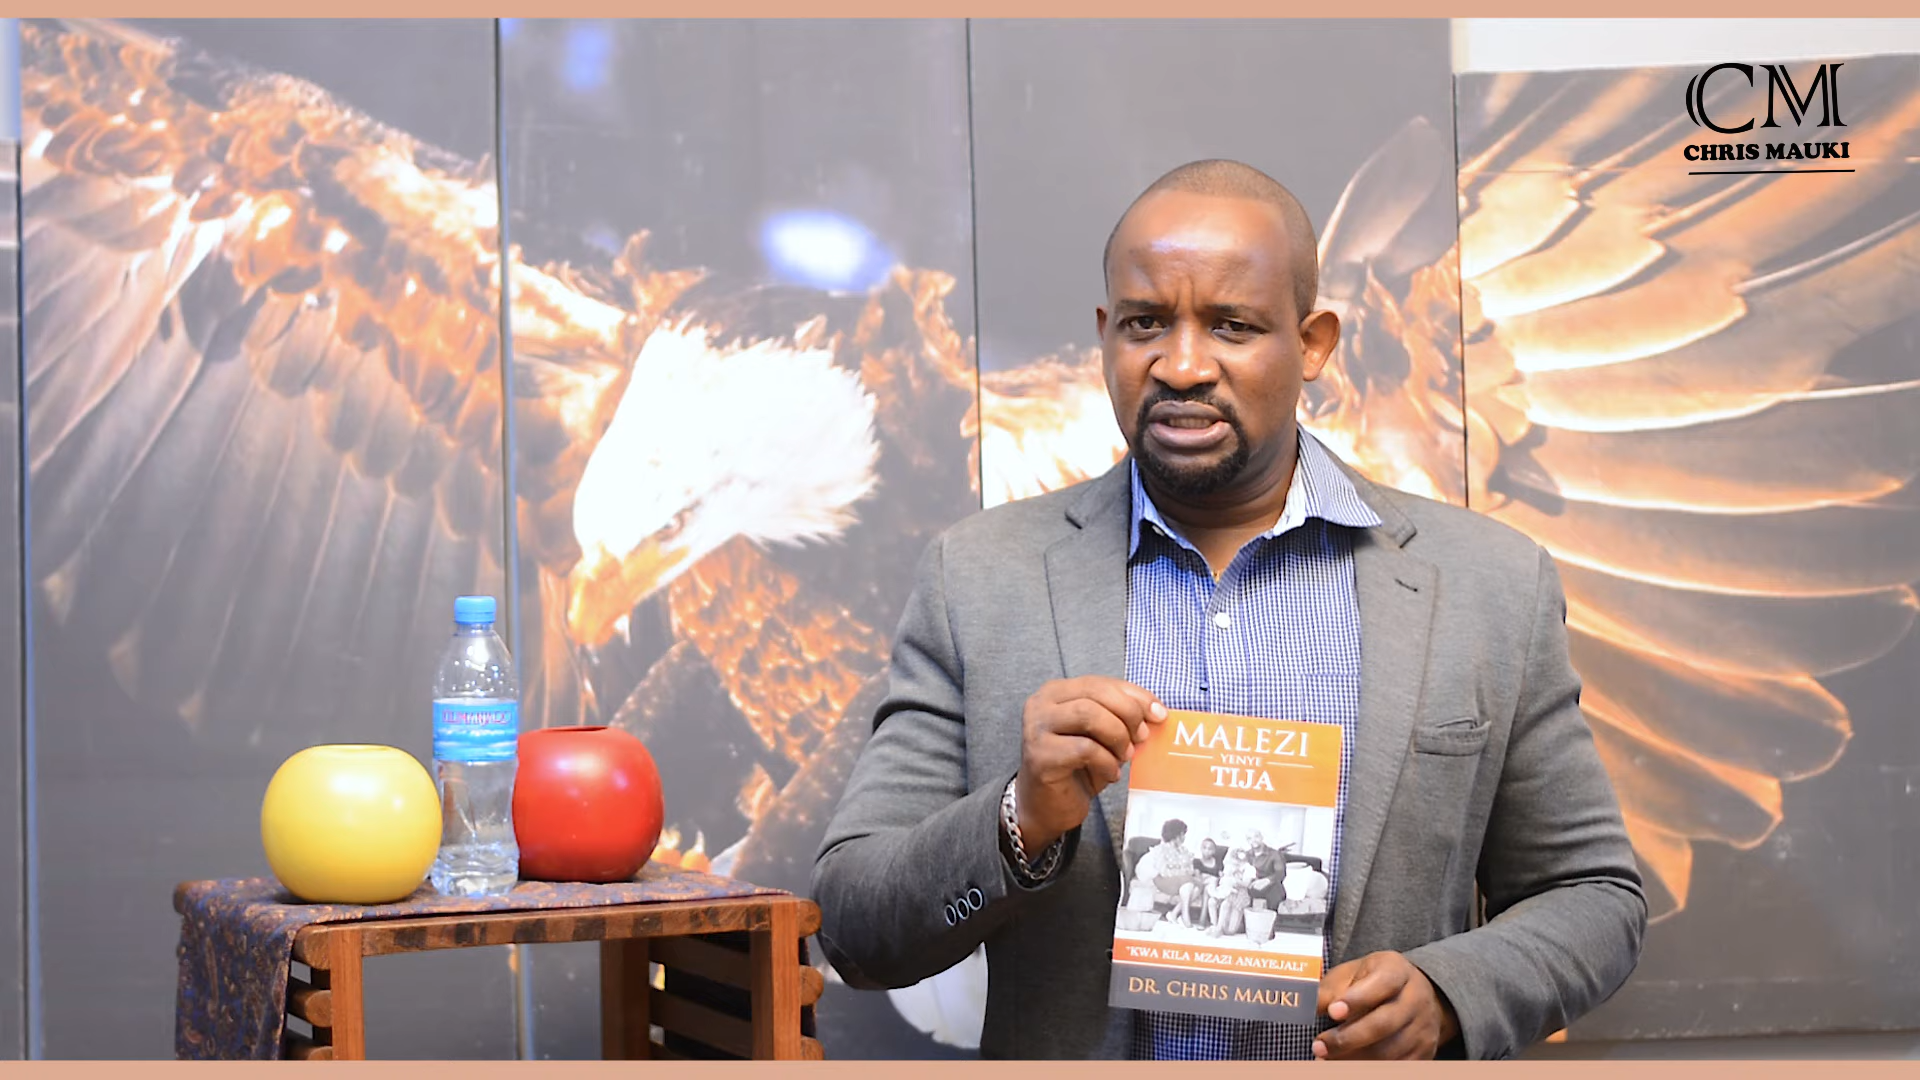 CM
CHRIS MAUKI
MALEZI
YENYE
TIJA
"KWA KILA MZAZI ANAYEJALI"
DR. CHRIS MAUKI